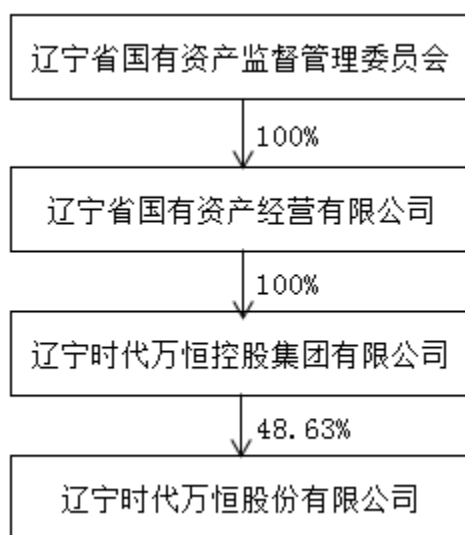 辽宁省国有资产监督管理委员会
100%
辽宁省国有资产经营有限公司
100%
辽宁时代万恒控股集团有限公司
48.63%
辽宁时代万恒股份有限公司